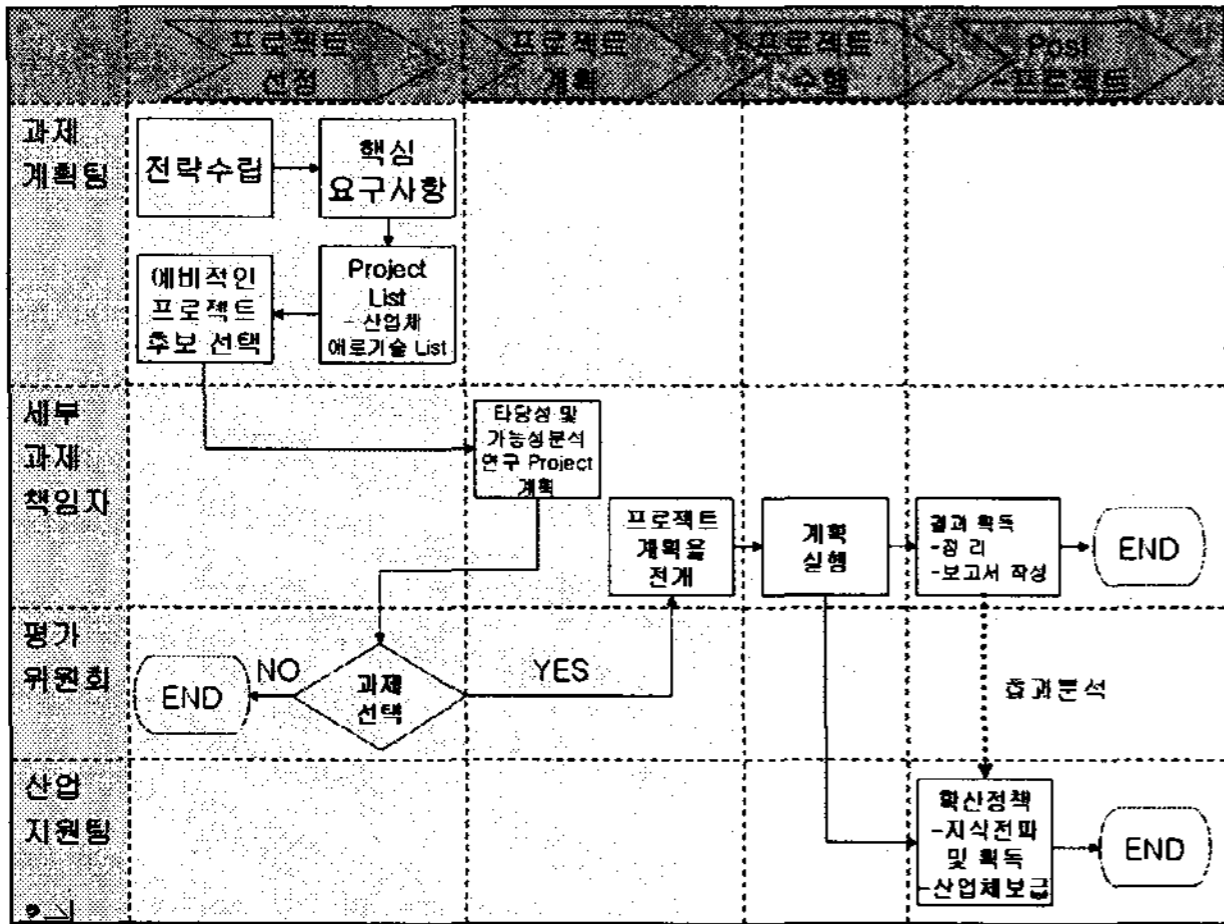 프로젝트
선정
프로젝트
계획
프로젝트
수행
Post
-프로젝트
과제
계획팀
전략수립
핵심
요구사항
예비적인
프로젝트
후보 선택
Project
List
- 산업체
애로기술 List
세부
과제
책임자
타당성 및
가능성분석
연구 Project
계획
프로젝트
계획을
전개
계획
실행
결과 획득
-정 리
-보고서 작성
END
평가
위원회
END
NO
과제
선택
YES
효과분석
산업
지원팀
확산정책
-지식전파
및 획득
-산업체보급
END